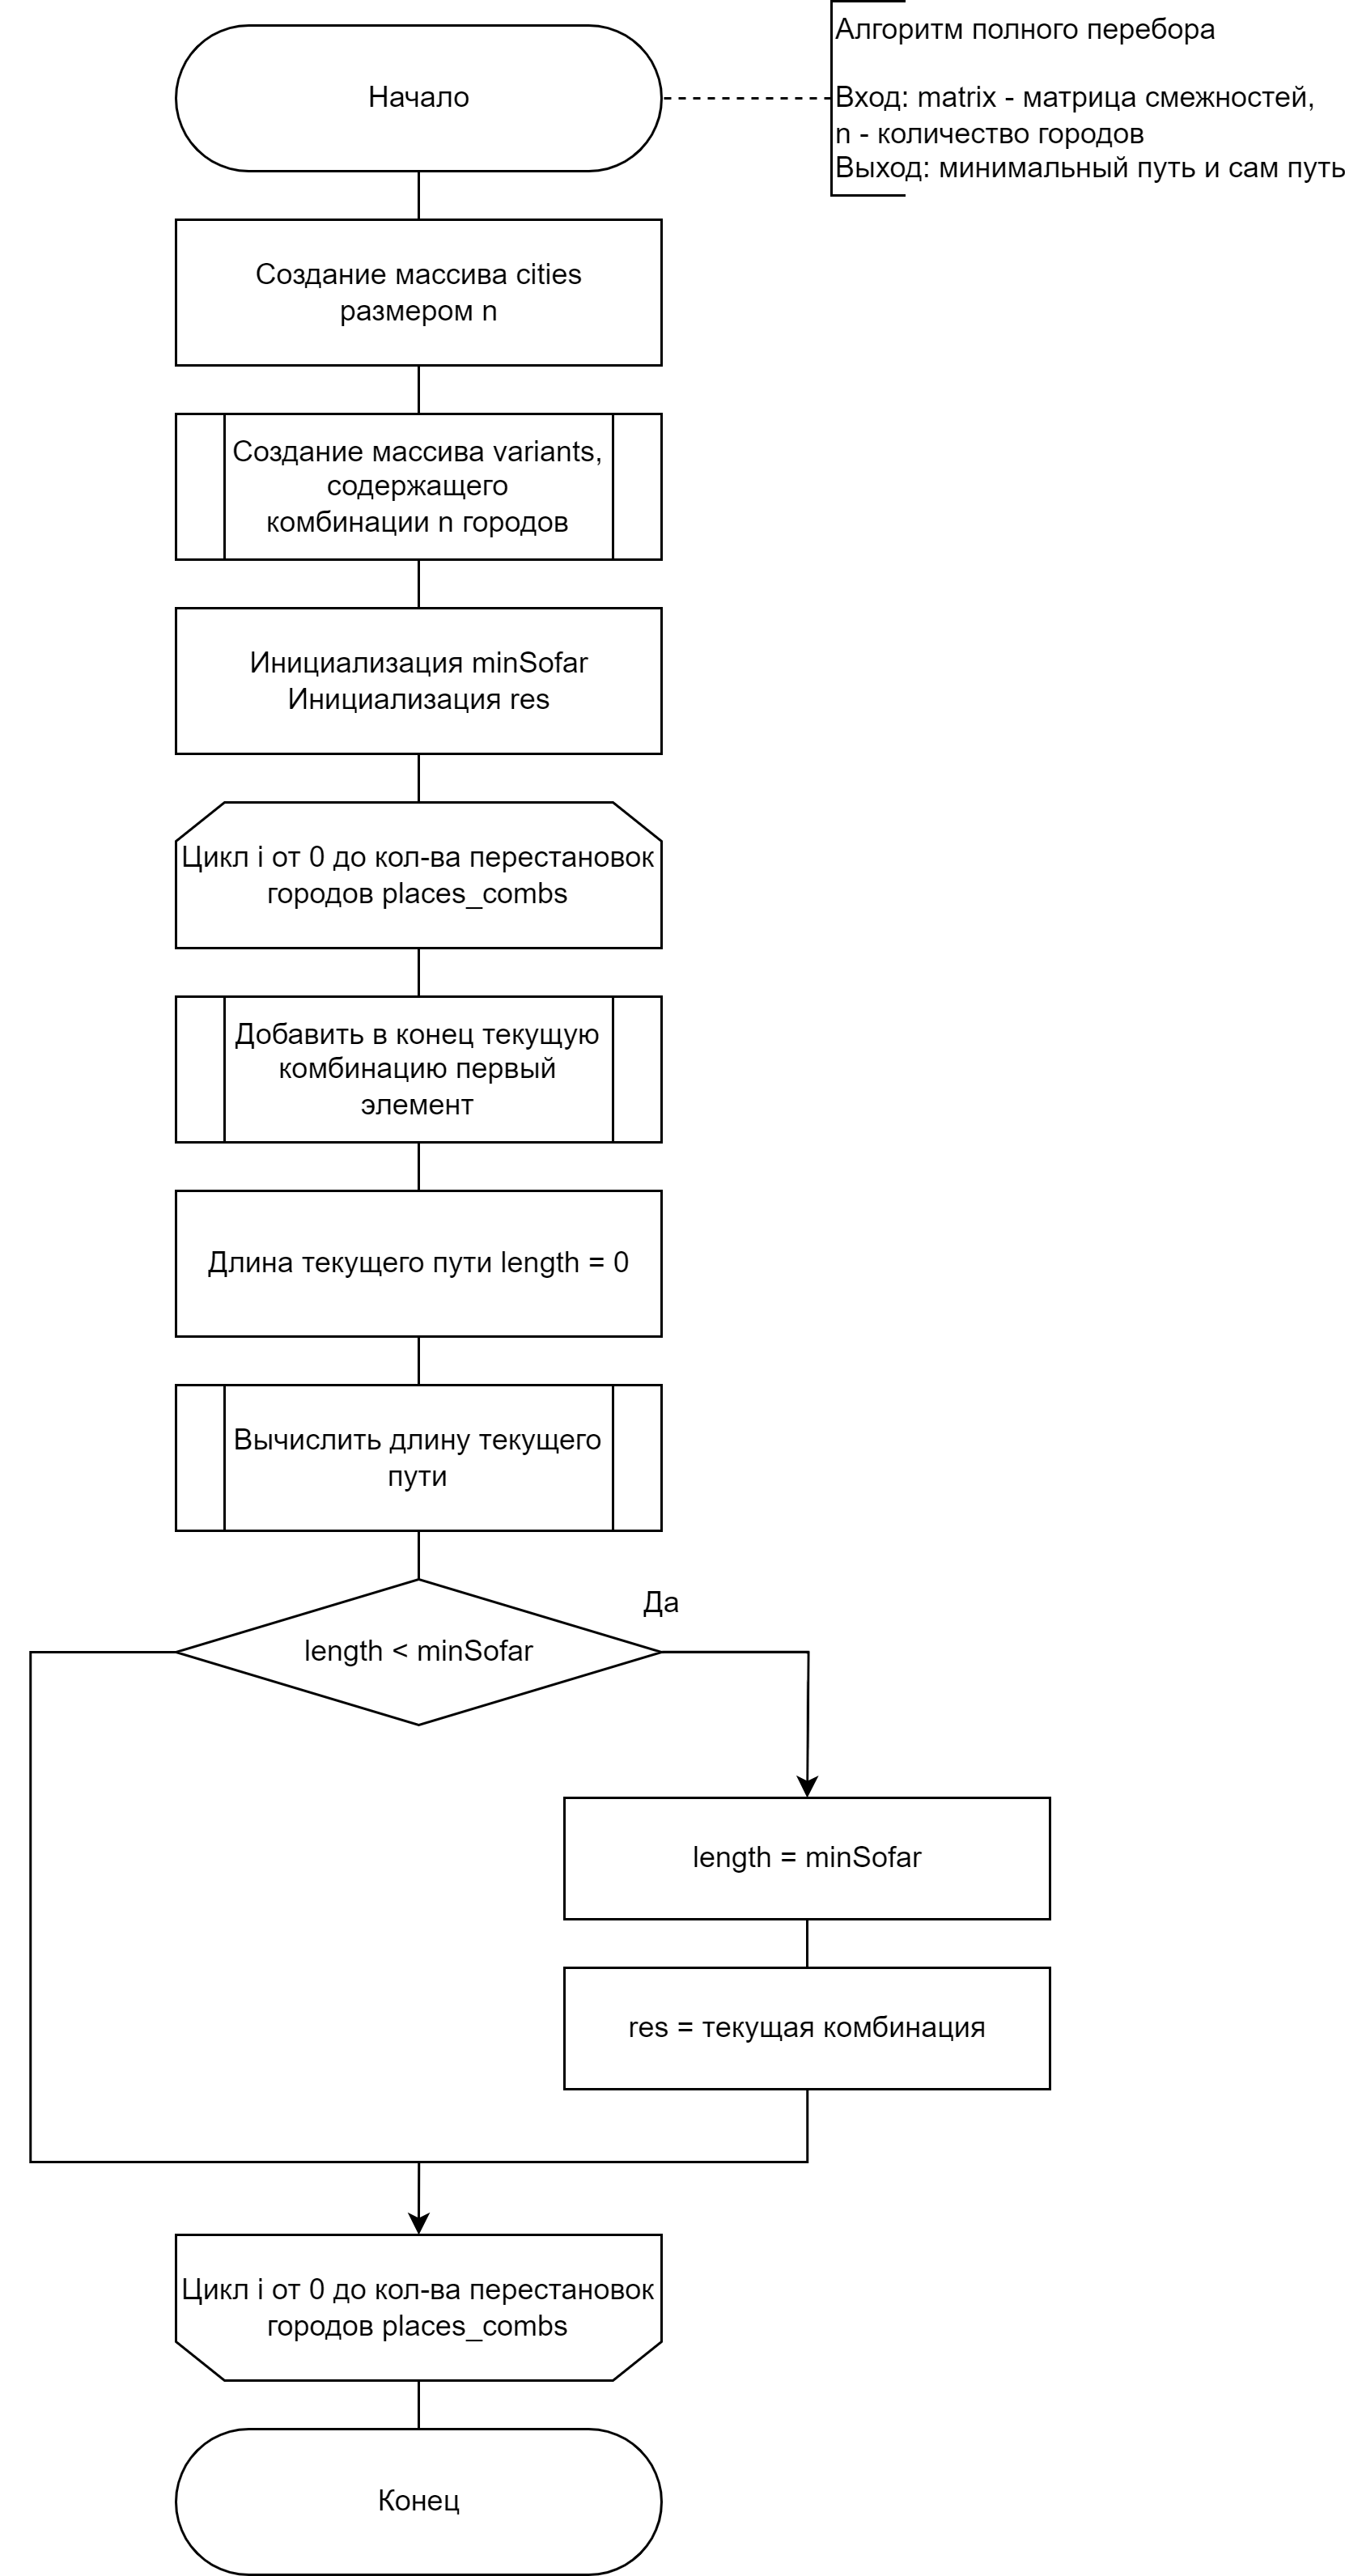 Начало
Алгоритм полного перебора
Вход: matrix - матрица смежностей,
n - количество городов
Выход: минимальный путь и сам путь
Создание массива cities
размером n
Создание массива variants,
содержащего
комбинации n городов
Инициализация minSofar
Инициализация res
Цикл i от 0 до кол-ва перестановок
городов places_combs
Добавить в конец текущую
комбинацию первый
элемент
Длина текущего пути length = 0
Вычислить длину текущего
пути
Да
length < minSofar
length = minSofar
res = текущая комбинация
Цикл i от 0 до кол-ва перестановок
городов places_combs
Конец